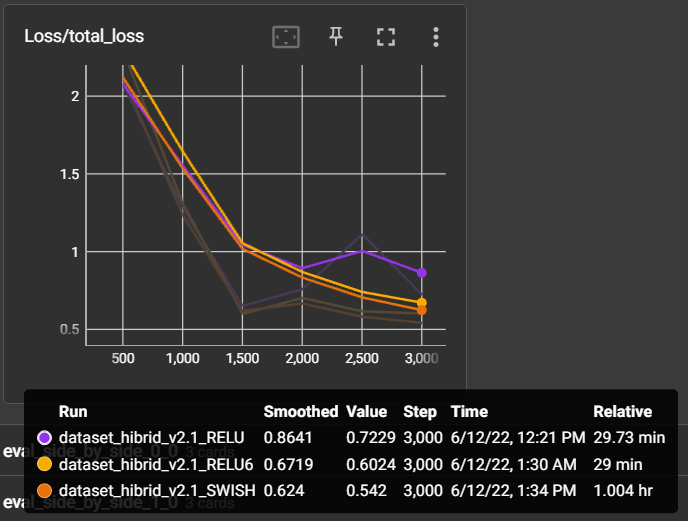 Loss/total_loss
2
1.5
1
0.5
500 1,000 1,500 2,000 2,500 3,000
Run Smoothed Value Step Time Relative
dataset_hibrid_v2.1_RELU 0.8641 0.7229 3,000 6/12/22, 12:21 PM 29.73 min
dataset_hibrid_v2.1_RELU6 0.6719 0.6024 3,000 6/12/22, 1:30 AM 29 min
eval_side_by_side_0_0 3 cards
dataset_hibrid_v2.1_SWISH 0.624 0.542 3,000 6/12/22, 1:34 PM 1.004 hr
eval_side_by_side_1_0 3 cards